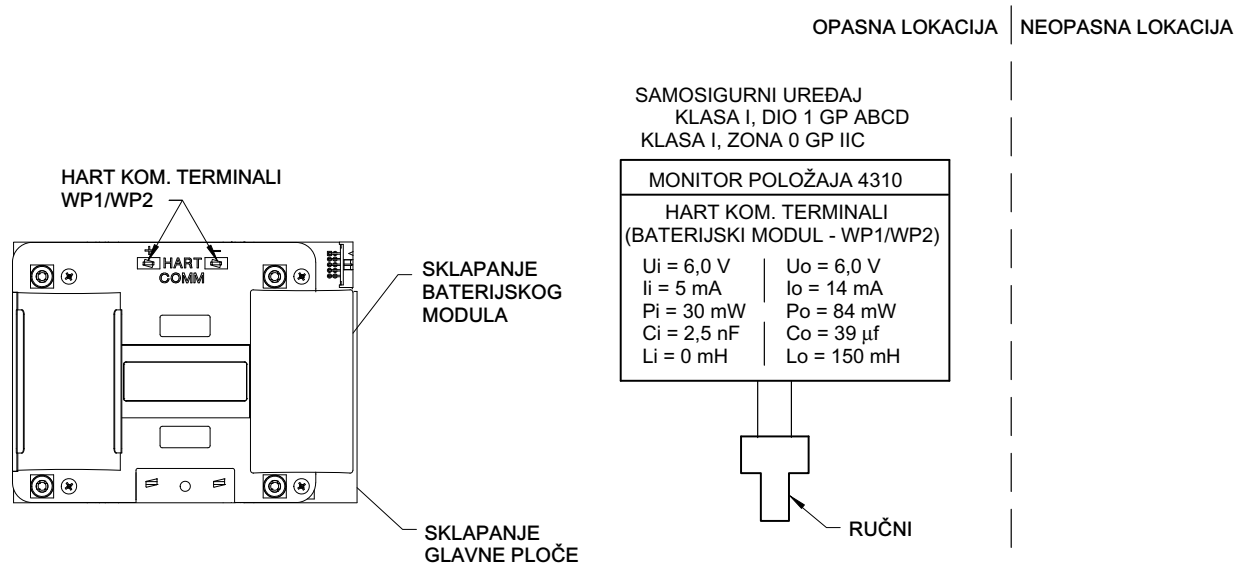 OPASNA LOKACIJA
NEOPASNA LOKACIJA
SAMOSIGURNI UREĐAJ
KLASA I, DIO 1 GP ABCD
KLASA I, ZONA 0 GP IIC
HART KOM. TERMINALI
WP1/WP2
+ −
HART
COMM
SKLAPANJE
BATERIJSKOG
MODULA
SKLAPANJE
GLAVNE PLOČE
MONITOR POLOŽAJA 4310
HART KOM. TERMINALI
(BATERIJSKI MODUL - WP1/WP2)
Ui = 6,0 V
Ii = 5 mA
Pi = 30 mW
Ci = 2,5 nF
Li = 0 mH
Uo = 6,0 V
Io = 14 mA
Po = 84 mW
Co = 39 μf
Lo = 150 mH
RUČNI